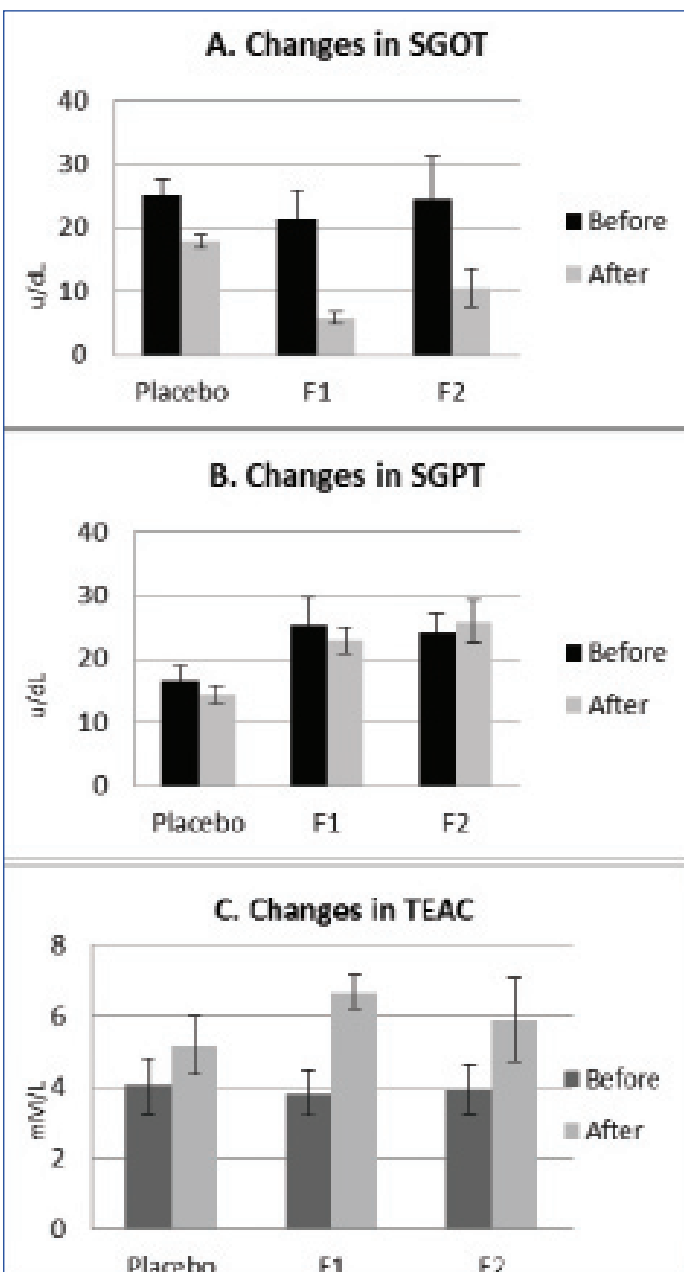 A. Changes in SGOT
40
30
20
10
0
u/dL
Placebo F1 F2
Before
After
B. Changes in SGPT
40
30
20
10
0
u/dL
Placebo F1 F2
Before
After
C. Changes in TEAC
8
6
4
2
0
mM/L
Placebo F1 F2
Before
After